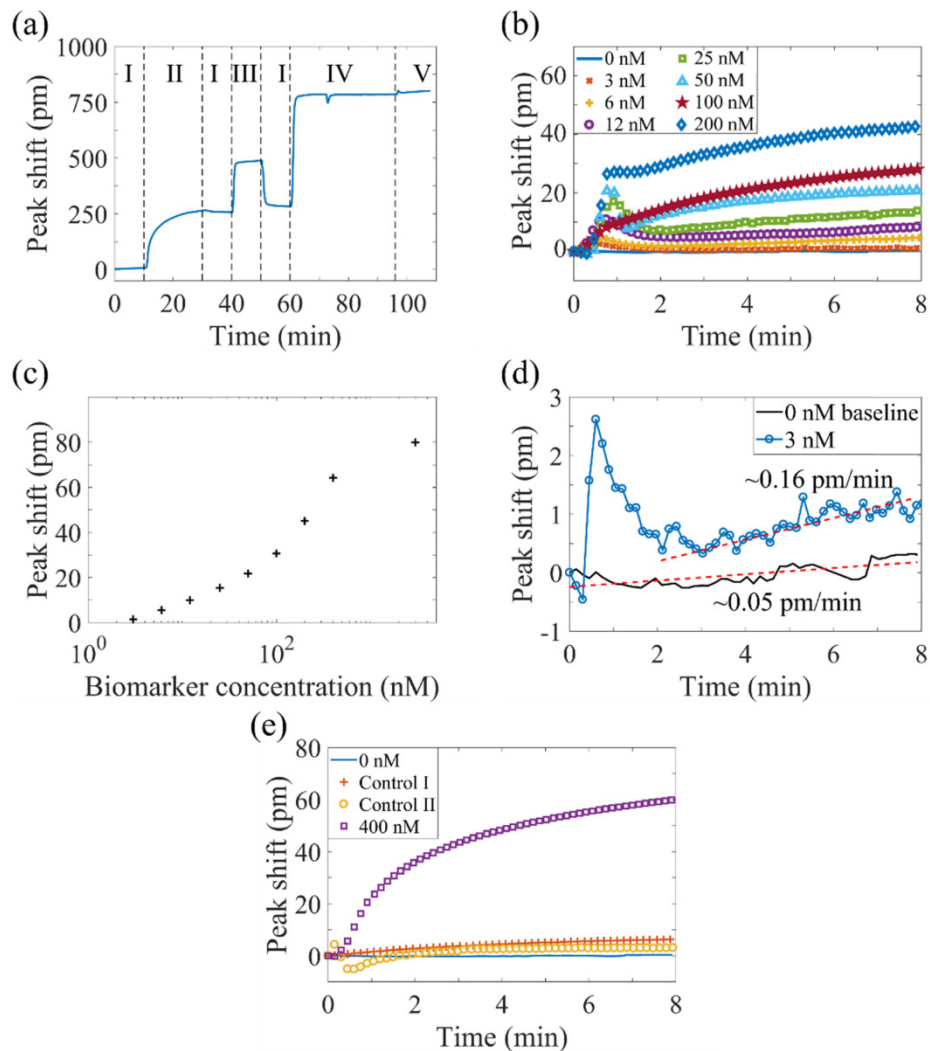 (a)
1000
750
500
250
0
Peak shift (pm)
I II I III I IV V
0 20 40 60 80 100
Time (min)
(b)
60
40
20
0
Peak shift (pm)
0 nM 25 nM
3 nM 50 nM
6 nM 100 nM
12 nM 200 nM
0 2 4 6 8
Time (min)
(c)
80
60
40
20
0
Peak shift (pm)
10⁰ 10²
Biomarker concentration (nM)
(d)
3
2
1
0
-1
Peak shift (pm)
0 nM baseline
3 nM
~0.16 pm/min
~0.05 pm/min
0 2 4 6 8
Time (min)
(e)
80
60
40
20
0
Peak shift (pm)
0 nM
Control I
Control II
400 nM
0 2 4 6 8
Time (min)